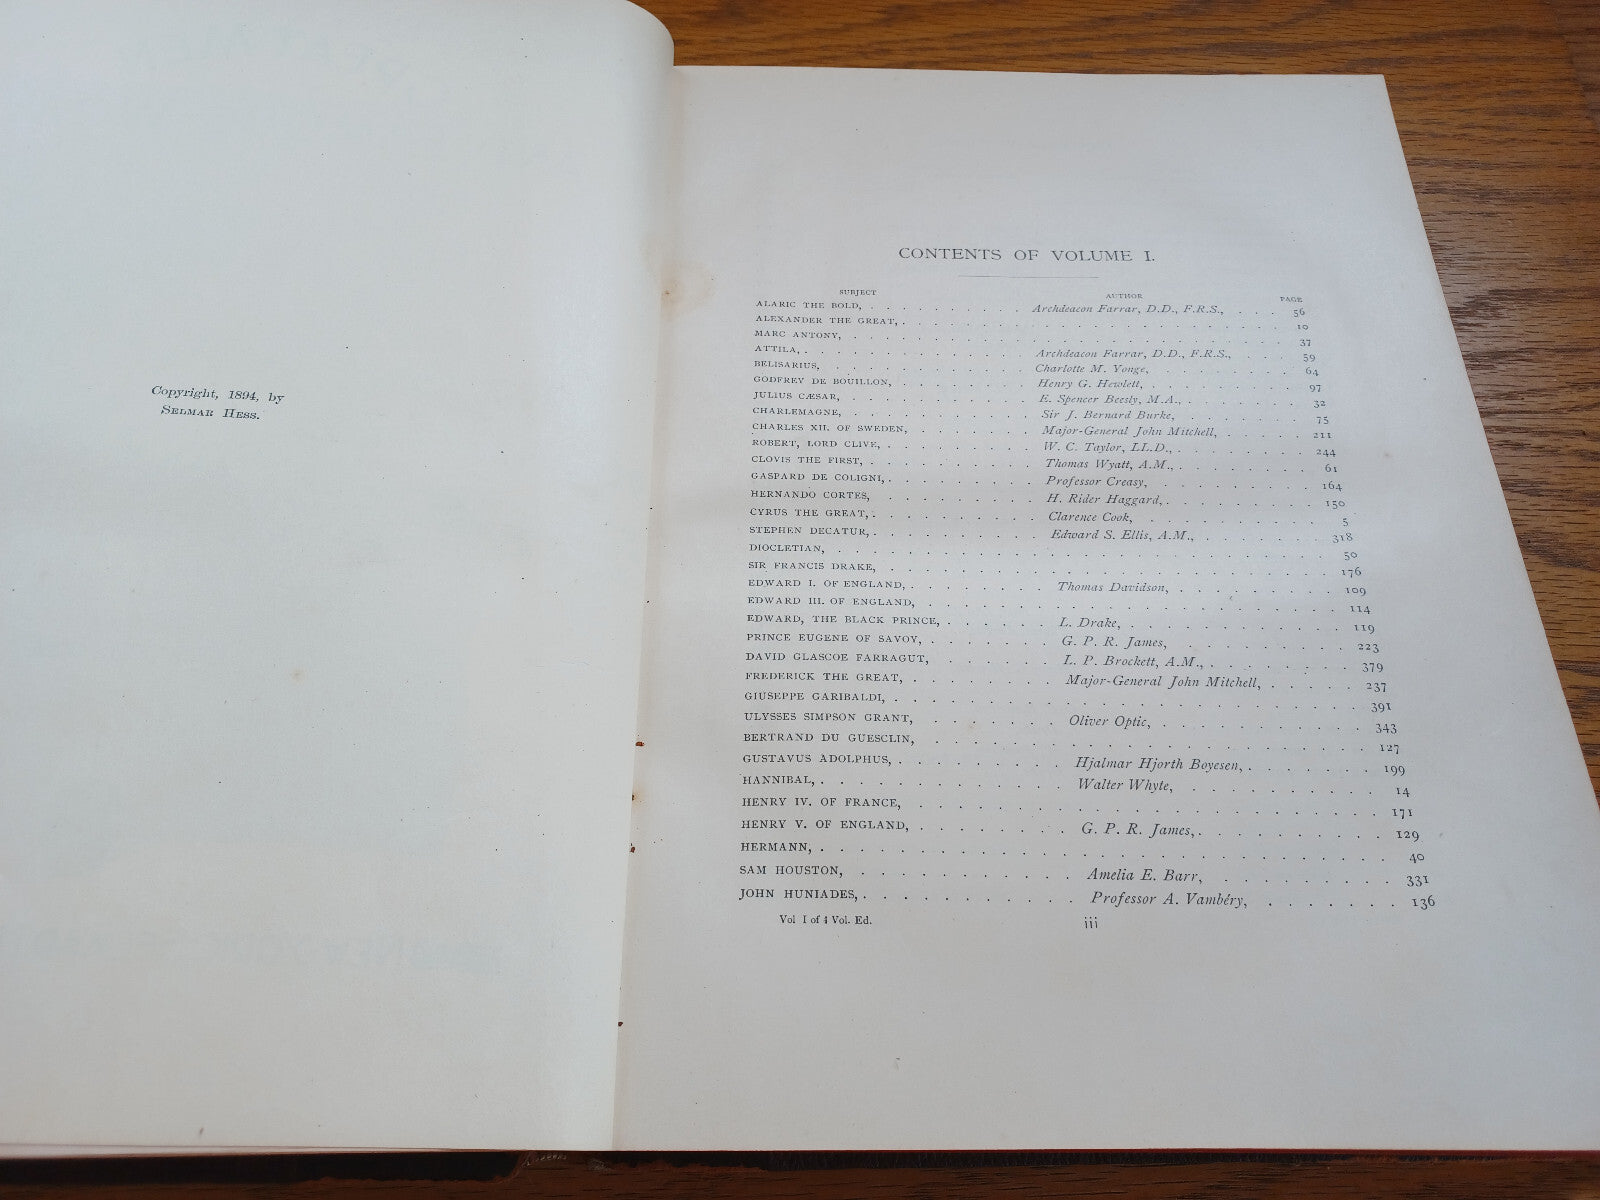 Copyright, 1894, by
Selmar Hess.
CONTENTS OF VOLUME I.
SUBJECT AUTHOR PAGE
ALARIC THE BOLD, . . . . . . . . . Archdeacon Farrar, D.D., F.R.S., . . . 56
ALEXANDER THE GREAT, . . . . . . . . . 10
MARC ANTONY, . . . . . . . . . 37
ATTILA, . . . . . . . . . Archdeacon Farrar, D.D., F.R.S., . . . 59
BELISARIUS, . . . . . . . . . Charlotte M. Yonge, . . . . . . 64
GODFREY DE BOUILLON, . . . . . . . Henry G. Hewlett, . . . . . . 97
JULIUS CÆSAR, . . . . . . . . . E. Spencer Beesly, M.A., . . . . . 32
CHARLEMAGNE, . . . . . . . . . Sir J. Bernard Burke, . . . . . 75
CHARLES XII. OF SWEDEN, . . . . . . Major-General John Mitchell, . . . . 211
ROBERT, LORD CLIVE, . . . . . . . W. C. Taylor, LL.D., . . . . . 244
CLOVIS THE FIRST, . . . . . . . . Thomas Wyatt, A.M., . . . . . 61
GASPARD DE COLIGNI, . . . . . . . Professor Creasy, . . . . . . 164
HERNANDO CORTES, . . . . . . . . H. Rider Haggard, . . . . . . 150
CYRUS THE GREAT, . . . . . . . . Clarence Cook, . . . . . . . 5
STEPHEN DECATUR, . . . . . . . . Edward S. Ellis, A.M., . . . . . 318
DIOCLETIAN, . . . . . . . . . 50
SIR FRANCIS DRAKE, . . . . . . . . . 176
EDWARD I. OF ENGLAND, . . . . . . . Thomas Davidson, . . . . . . 109
EDWARD III. OF ENGLAND, . . . . . . . . . 114
EDWARD, THE BLACK PRINCE, . . . . . . L. Drake, . . . . . . . . 119
PRINCE EUGENE OF SAVOY, . . . . . . G. P. R. James, . . . . . . 223
DAVID GLASCOE FARRAGUT, . . . . . . L. P. Brockett, A.M., . . . . . 379
FREDERICK THE GREAT, . . . . . . . Major-General John Mitchell, . . . . 237
GIUSEPPE GARIBALDI, . . . . . . . . . 391
ULYSSES SIMPSON GRANT, . . . . . . Oliver Optic, . . . . . . . 343
BERTRAND DU GUESCLIN, . . . . . . . . . 127
GUSTAVUS ADOLPHUS, . . . . . . . . Hjalmar Hjorth Boyesen, . . . . . 199
HANNIBAL, . . . . . . . . . Walter Whyte, . . . . . . . 14
HENRY IV. OF FRANCE, . . . . . . . . . 171
HENRY V. OF ENGLAND, . . . . . . . G. P. R. James, . . . . . . 129
HERMANN, . . . . . . . . . 40
SAM HOUSTON, . . . . . . . . . Amelia E. Barr, . . . . . . 331
JOHN HUNIADES, . . . . . . . . . Professor A. Vambéry, . . . . . 136
Vol I of 4 Vol. Ed. iii